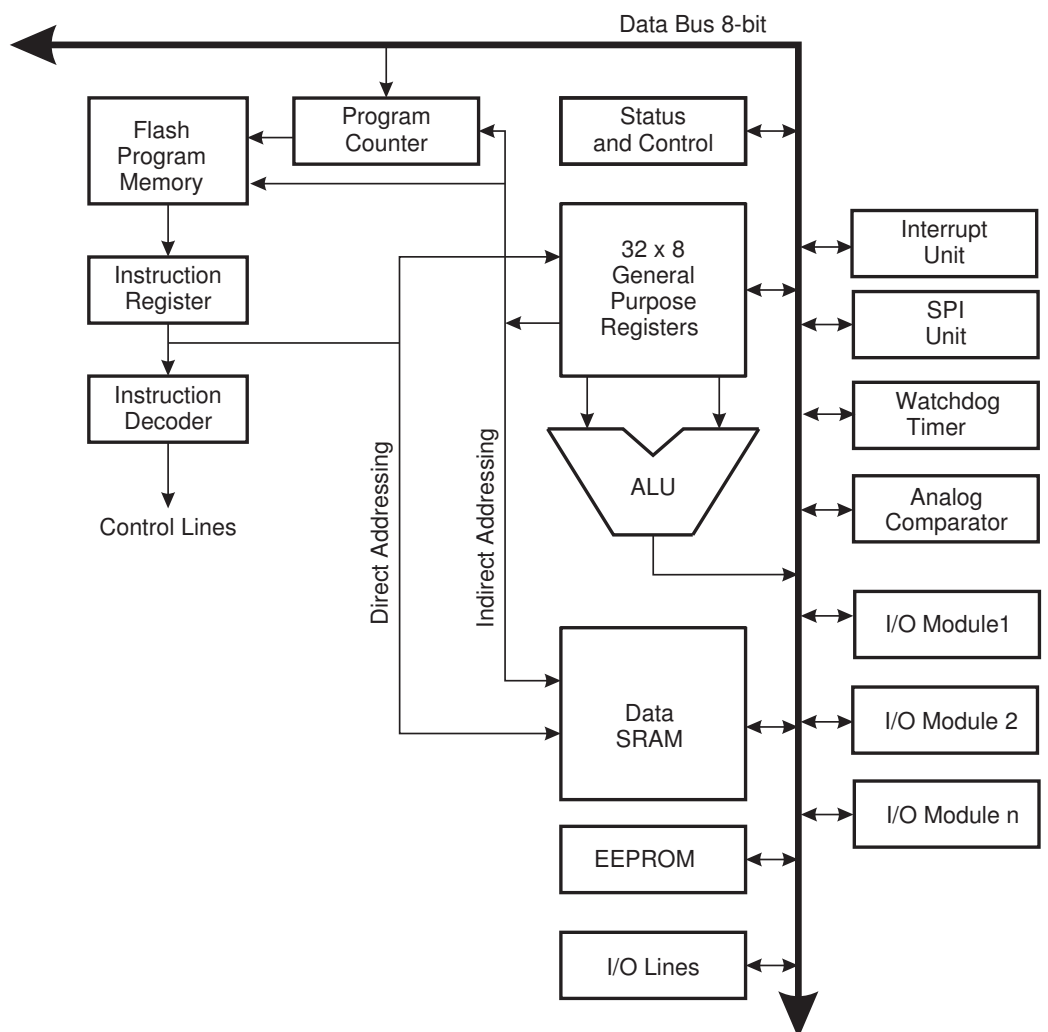 Data Bus 8-bit
Flash
Program
Memory
Program
Counter
Status
and Control
Instruction
Register
32 x 8
General
Purpose
Registers
Interrupt
Unit
SPI
Unit
Instruction
Decoder
Watchdog
Timer
Control Lines
Direct Addressing
Indirect Addressing
ALU
Analog
Comparator
I/O Module1
Data
SRAM
I/O Module 2
I/O Module n
EEPROM
I/O Lines